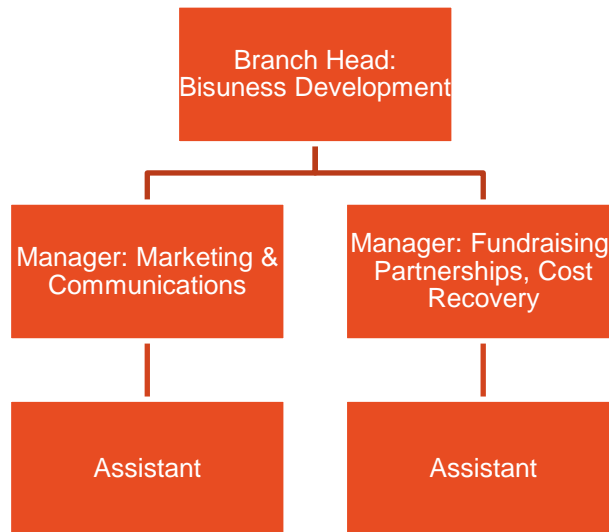 Branch Head:
Bisuness Development
Manager: Marketing &
Communications
Manager: Fundraising
Partnerships, Cost
Recovery
Assistant
Assistant